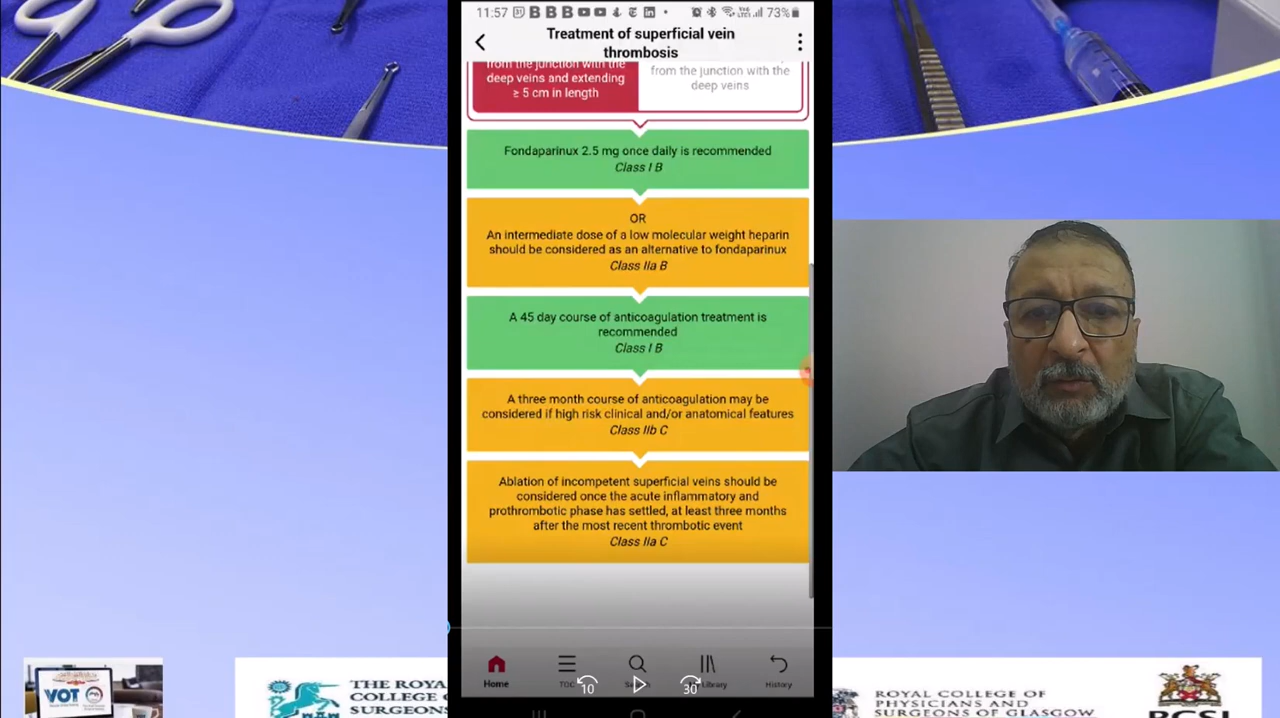 11:57
73%
Treatment of superficial vein
thrombosis
from the junction with the
deep veins and extending
≥ 5 cm in length
from the junction with the
deep veins
Fondaparinux 2.5 mg once daily is recommended
Class I B
OR
An intermediate dose of a low molecular weight heparin
should be considered as an alternative to fondaparinux
Class IIa B
A 45 day course of anticoagulation treatment is
recommended
Class I B
A three month course of anticoagulation may be
considered if high risk clinical and/or anatomical features
Class IIb C
Ablation of incompetent superficial veins should be
considered once the acute inflammatory and
prothrombotic phase has settled, at least three months
after the most recent thrombotic event
Class IIa C
Home
TOC
Library
History
10
30
VOT
THE ROYA
COLLEGE
SURGEONS
ROYAL COLLEGE OF
PHYSICIANS AND
SURGEONS OF GLASGOW